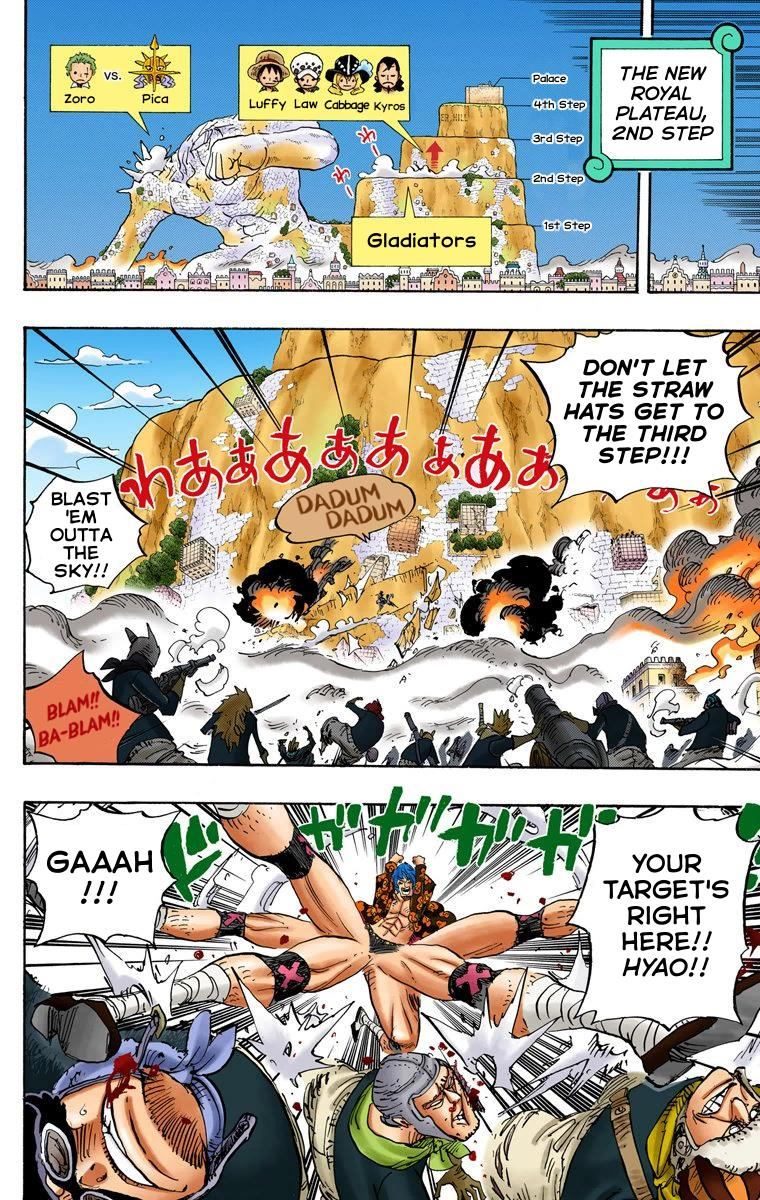 Zoro
vs.
Pica
Luffy
Law
Cabbage
Kyros
Palace
4th Step
3rd Step
2nd Step
1st Step
Gladiators
THE NEW
ROYAL
PLATEAU,
2ND STEP
わー
わー
DON'T LET
THE STRAW
HATS GET TO
THE THIRD
STEP!!!
わあぁあぁあぁあぁ
DADUM
DADUM
BLAST
'EM
OUTTA
THE
SKY!!
BLAM!!
BA-BLAM!!
YOUR
TARGET'S
RIGHT
HERE!!
HYAO!!
ドガガガガ
GAAAH
!!!